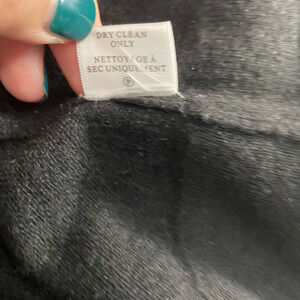 DRY CLEAN
ONLY
NETTOYAGE À
SEC UNIQUEMENT
P